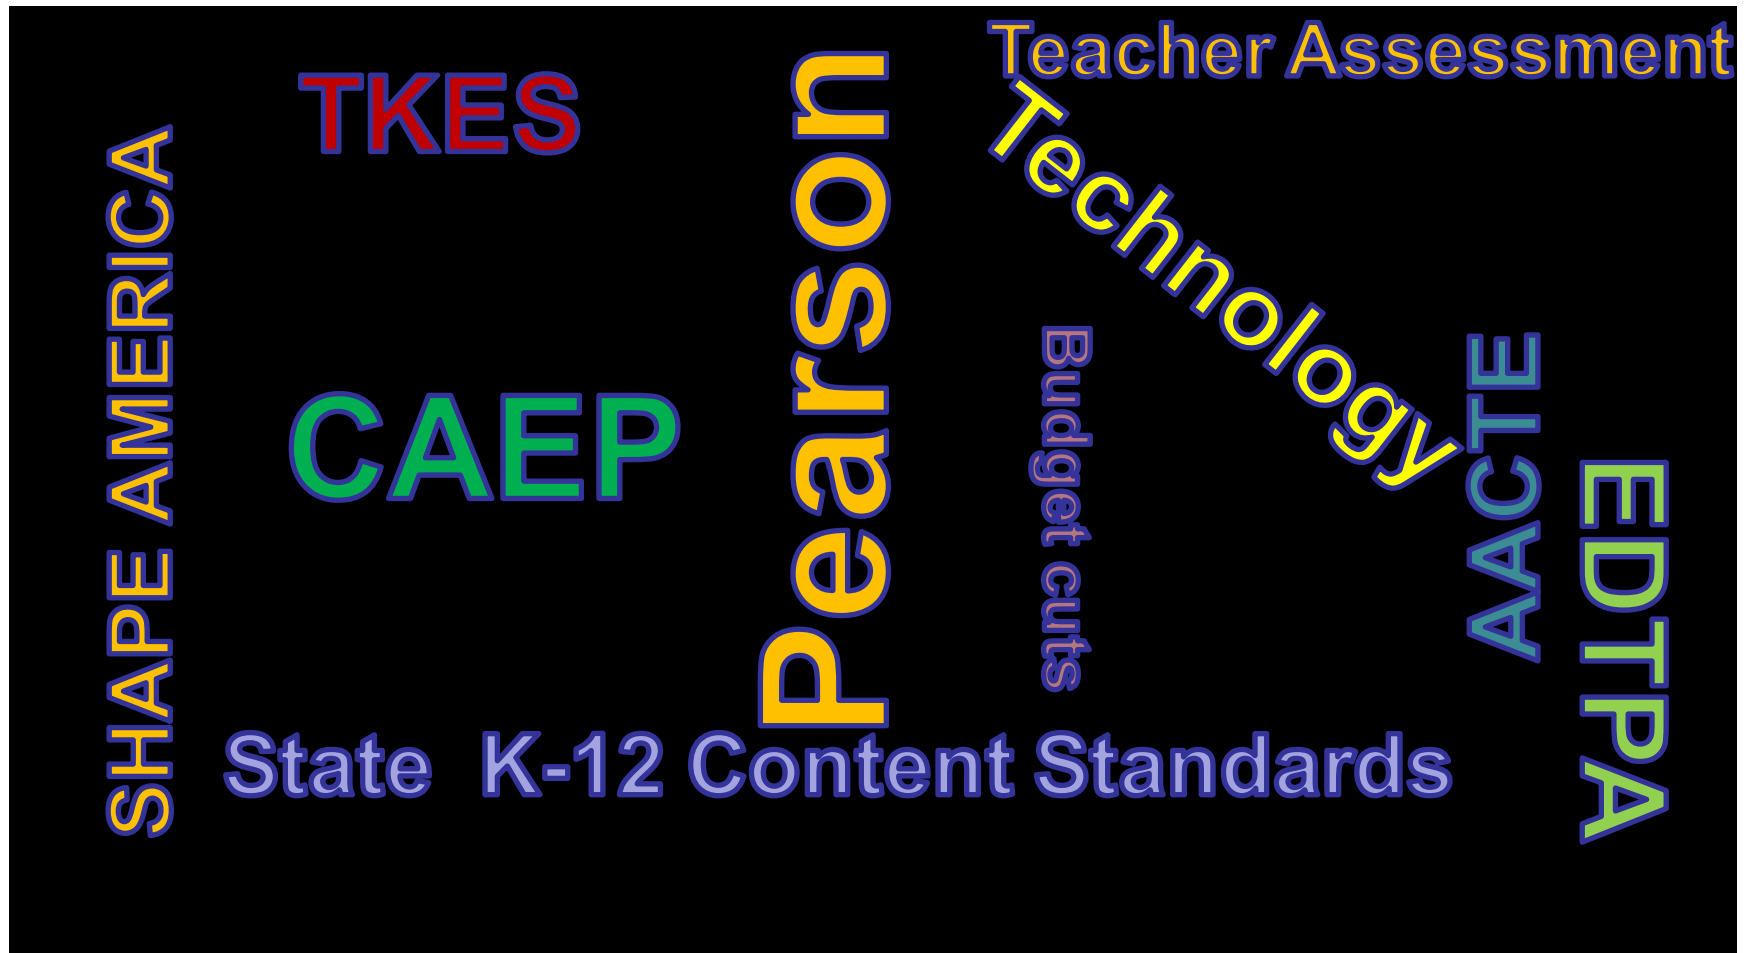 Teacher Assessment
TKES
Pearson
Technology
SHAPE AMERICA
CAEP
Budget cuts
AACTE
EDTPA
State  K-12 Content Standards